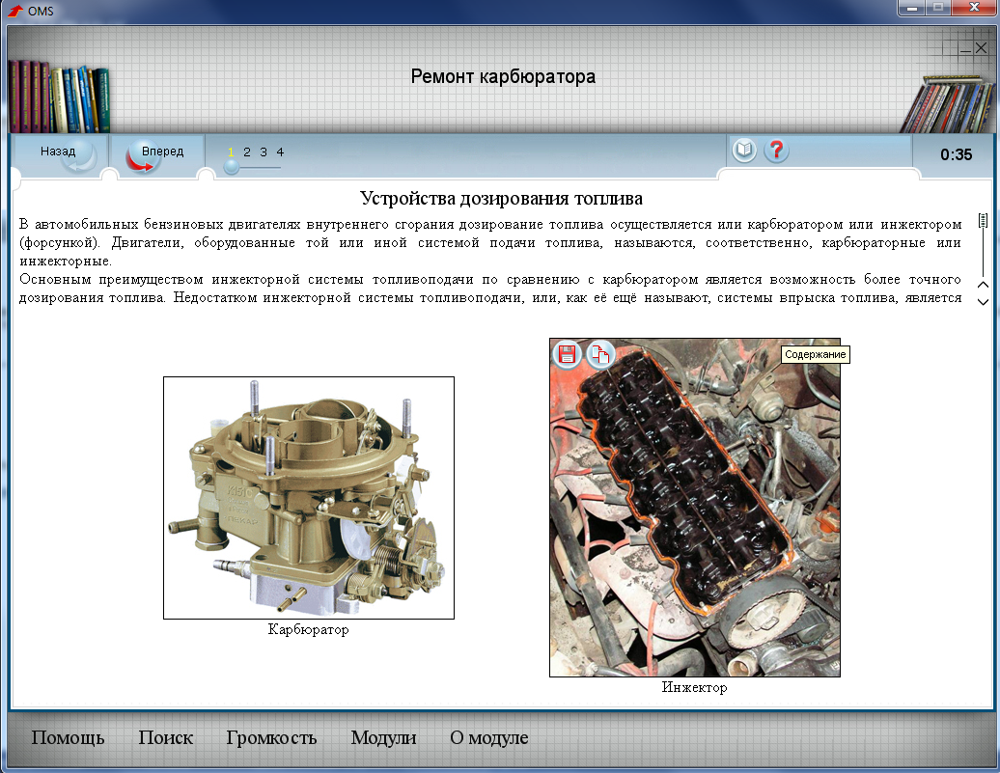 OMS
Ремонт карбюратора
Назад
Вперед
1 2 3 4
?
0:35
Устройства дозирования топлива
В автомобильных бензиновых двигателях внутреннего сгорания дозирование топлива осуществляется или карбюратором или инжектором
(форсункой). Двигатели, оборудованные той или иной системой подачи топлива, называются, соответственно, карбюраторные или
инжекторные.
Основным преимуществом инжекторной системы топливоподачи по сравнению с карбюратором является возможность более точного
дозирования топлива. Недостатком инжекторной системы топливоподачи, или, как её ещё называют, системы впрыска топлива, является
Содержание
Карбюратор
Инжектор
Помощь
Поиск
Громкость
Модули
О модуле